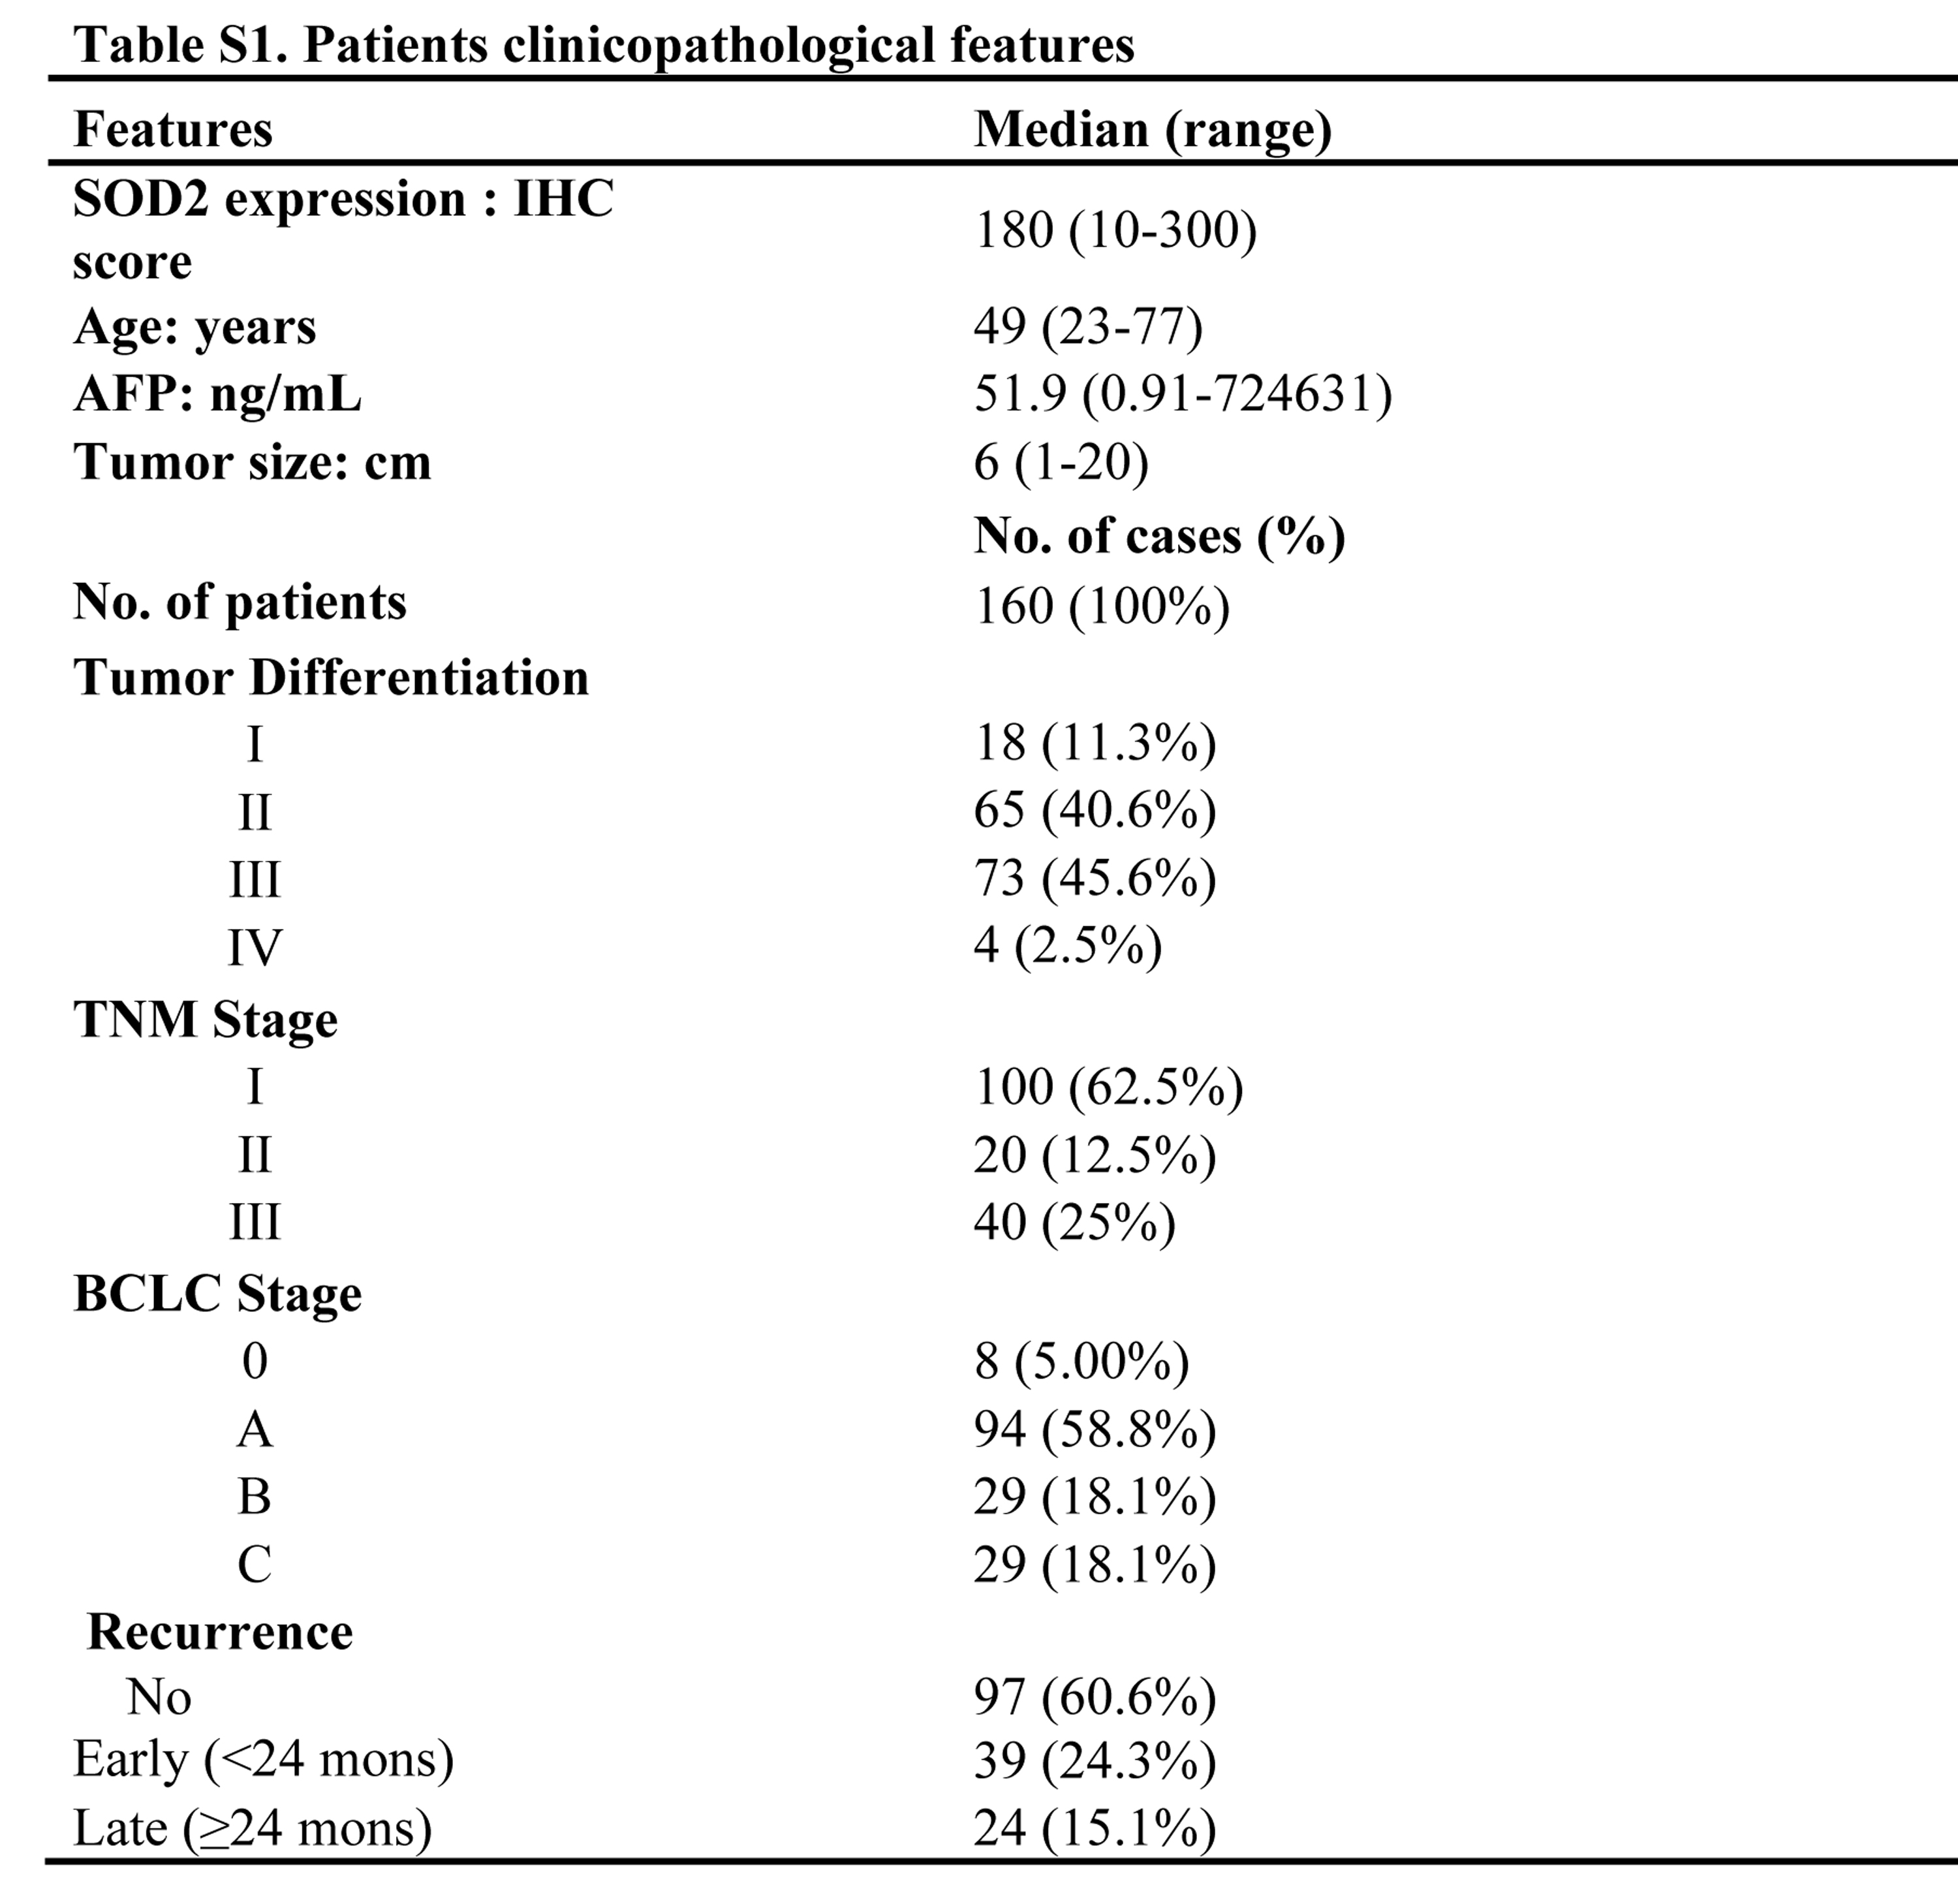 Table S1. Patients clinicopathological features
Features Median (range)
SOD2 expression : IHC
score 180 (10-300)
Age: years 49 (23-77)
AFP: ng/mL 51.9 (0.91-724631)
Tumor size: cm 6 (1-20)
No. of cases (%)
No. of patients 160 (100%)
Tumor Differentiation
I 18 (11.3%)
II 65 (40.6%)
III 73 (45.6%)
IV 4 (2.5%)
TNM Stage
I 100 (62.5%)
II 20 (12.5%)
III 40 (25%)
BCLC Stage
0 8 (5.00%)
A 94 (58.8%)
B 29 (18.1%)
C 29 (18.1%)
Recurrence
No 97 (60.6%)
Early (<24 mons) 39 (24.3%)
Late (≥24 mons) 24 (15.1%)